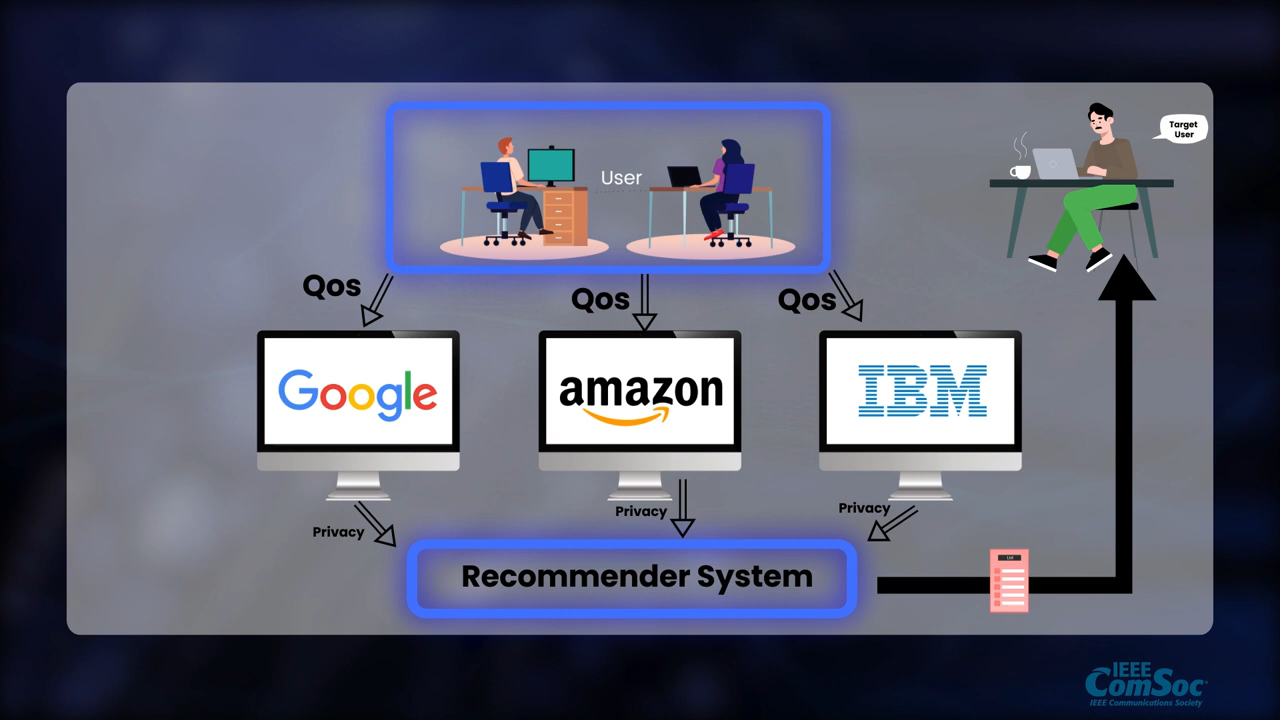 Target
User
User
Qos
Qos
Qos
Google
amazon
IBM
Privacy
Privacy
Privacy
Recommender System
List
IEEE
ComSoc
IEEE Communications Society